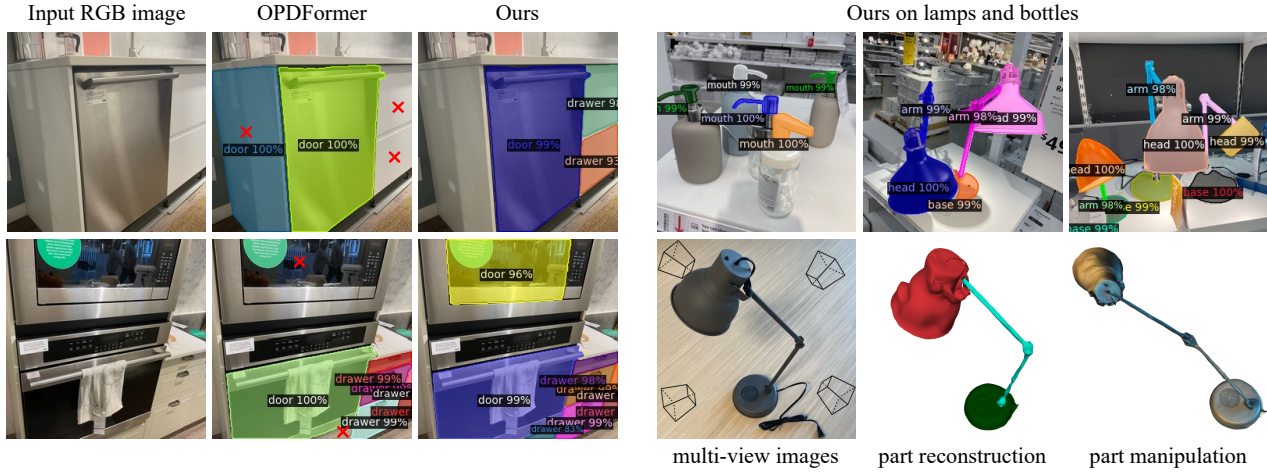 Input RGB image
OPDFormer
Ours
Ours on lamps and bottles
door 100%
door 100%
door 99%
drawer 98
drawer 93
door 100%
drawer 99%
drawer
drawer
drawer 99%
door 96%
door 99%
drawer 98%
drawer
drawer
drawer 99%
drawer 83%
mouth 99%
mouth 99%
h 99%
mouth 100%
mouth 100%
arm 99%
arm 98%
ad 99%
head 100%
base 99%
arm 98%
arm 99%
head 100%
head 99%
ead 100%
base 100%
arm 98%
e 99%
base 99%
multi-view images
part reconstruction
part manipulation